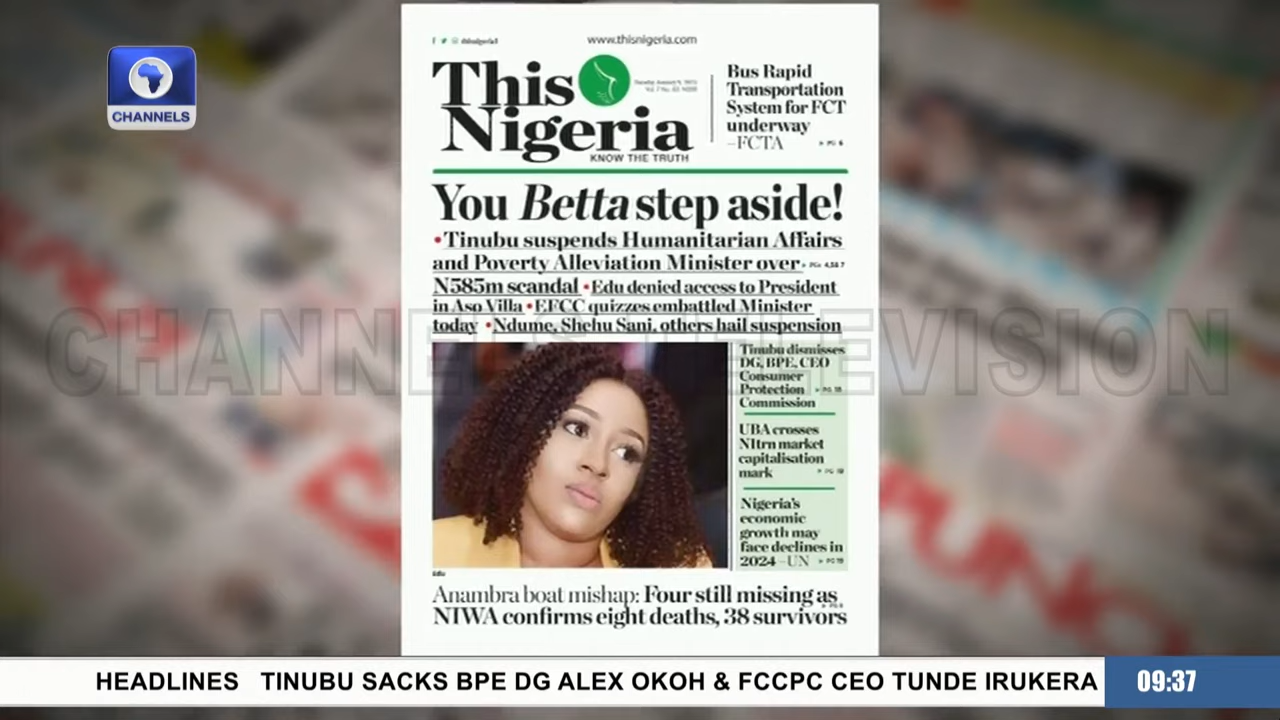 CHANNELS
www.thisnigeria.com
This
Nigeria
KNOW THE TRUTH
Bus Rapid
Transportation
System for FCT
underway
–FCTA
PG 6
You Betta step aside!
•Tinubu suspends Humanitarian Affairs
and Poverty Alleviation Minister over
N585m scandal •Edu denied access to President
in Aso Villa •EFCC quizzes embattled Minister
today •Ndume, Shehu Sani, others hail suspension
CHANNELS TELEVISION
Tinubu dismisses
DG, BPE, CEO
Consumer
Protection
Commission
UBA crosses
N1trn market
capitalisation
mark
Nigeria's
economic
growth may
face declines in
2024 –UN
Edu
Anambra boat mishap: Four still missing as
NIWA confirms eight deaths, 38 survivors
HEADLINES TINUBU SACKS BPE DG ALEX OKOH & FCCPC CEO TUNDE IRUKERA
09:37